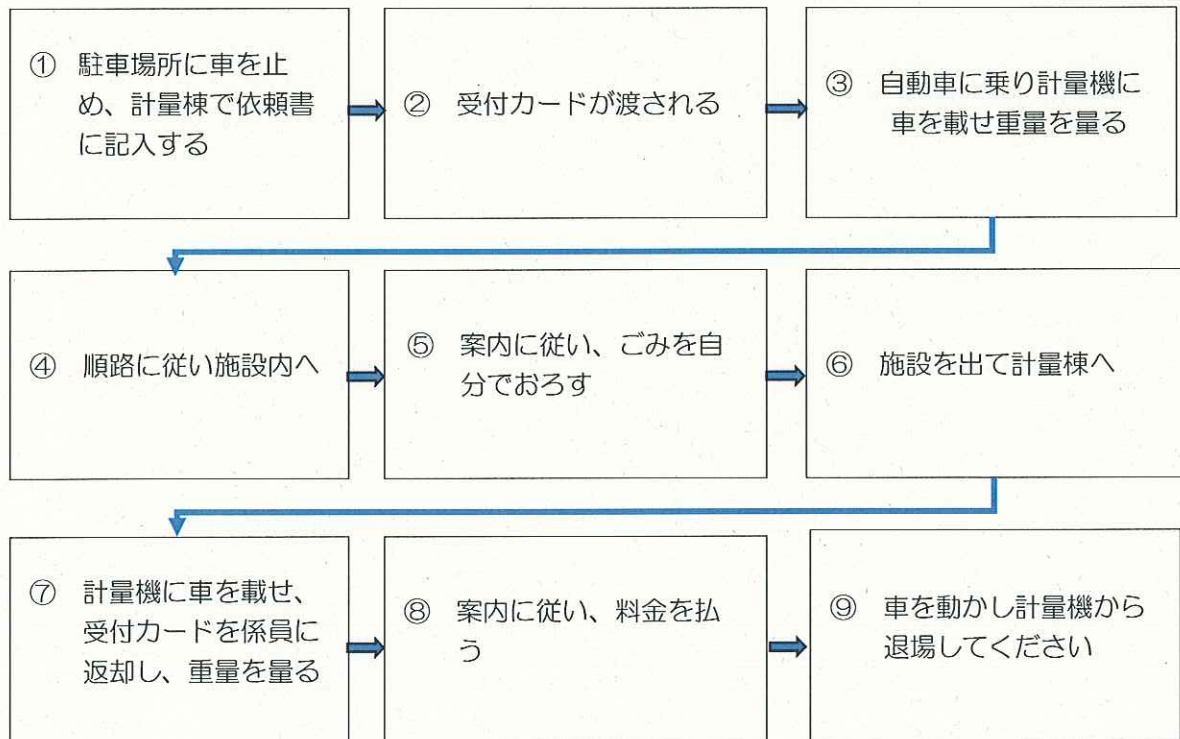 ① 駐車場所に車を止
め、計量棟で依頼書
に記入する
② 受付カードが渡される
③ 自動車に乗り計量機に
車を載せ重量を量る
④ 順路に従い施設内へ
⑤ 案内に従い、ごみを自
分でおろす
⑥ 施設を出て計量棟へ
⑦ 計量機に車を載せ、
受付カードを係員に
返却し、重量を量る
⑧ 案内に従い、料金を払
う
⑨ 車を動かし計量機から
退場してください